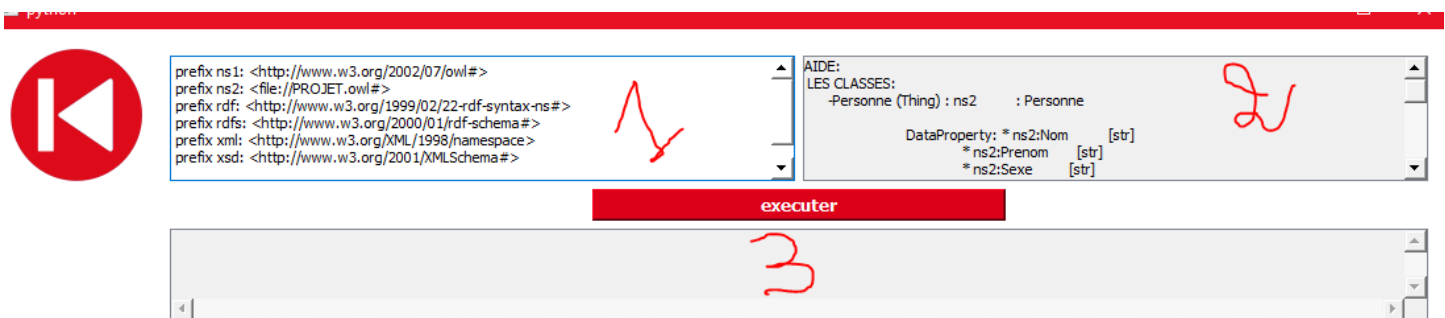 python
prefix ns1: <http://www.w3.org/2002/07/owl#>
prefix ns2: <file://PROJET.owl#>
prefix rdf: <http://www.w3.org/1999/02/22-rdf-syntax-ns#>
prefix rdfs: <http://www.w3.org/2000/01/rdf-schema#>
prefix xml: <http://www.w3.org/XML/1998/namespace>
prefix xsd: <http://www.w3.org/2001/XMLSchema#>
1
AIDE:
LES CLASSES:
-Personne (Thing) : ns2 : Personne
DataProperty: * ns2:Nom [str]
* ns2:Prenom [str]
* ns2:Sexe [str]
2
executer
3